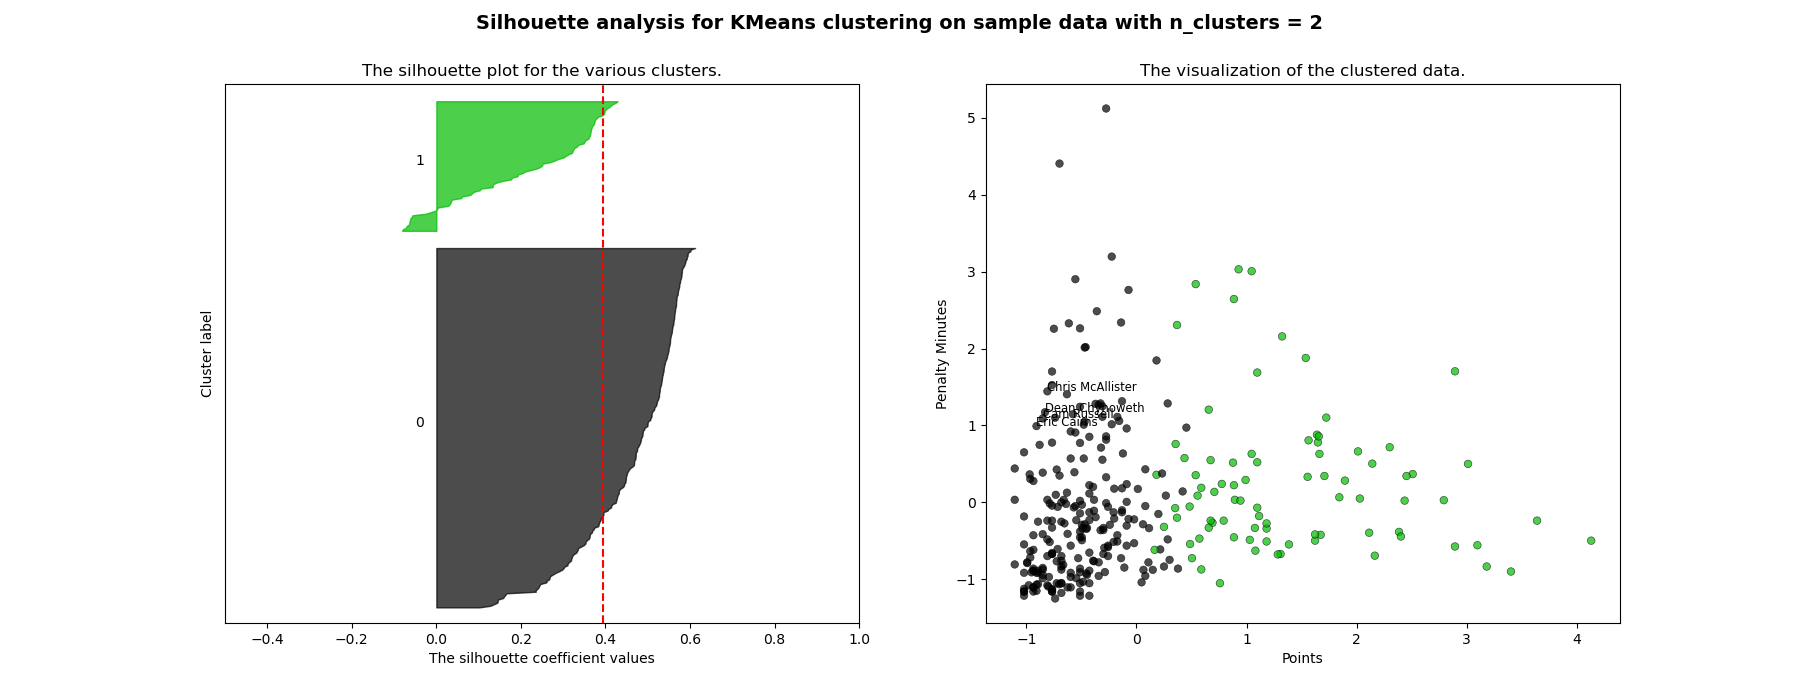 Silhouette analysis for KMeans clustering on sample data with n_clusters = 2
The silhouette plot for the various clusters.
1
0
Cluster label
−0.4 −0.2 0.0 0.2 0.4 0.6 0.8 1.0
The silhouette coefficient values
The visualization of the clustered data.
5
4
3
2
1
0
−1
Penalty Minutes
Chris McAllister
Dean Chynoweth
Cam Russell
Eric Cairns
−1 0 1 2 3 4
Points